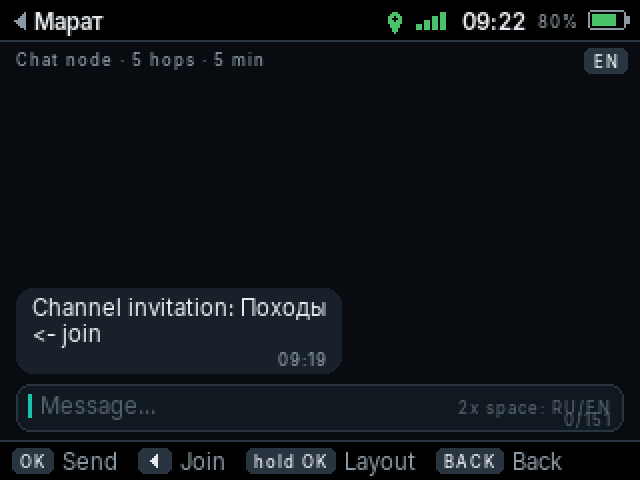 Марат 09:22 80%
Chat node · 5 hops · 5 min EN
Channel invitation: Походы
<- join
09:19
Message... 2x space: RU/EN
0/151
OK Send Join hold OK Layout BACK Back